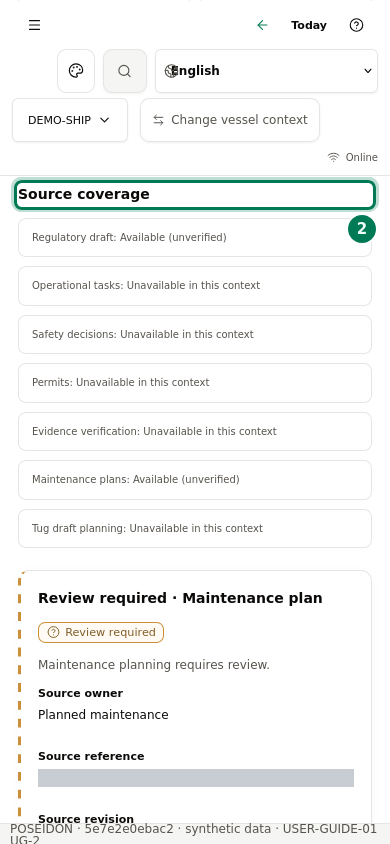 Today
English
DEMO-SHIP
Change vessel context
Online
Source coverage
2
Regulatory draft: Available (unverified)
Operational tasks: Unavailable in this context
Safety decisions: Unavailable in this context
Permits: Unavailable in this context
Evidence verification: Unavailable in this context
Maintenance plans: Available (unverified)
Tug draft planning: Unavailable in this context
Review required · Maintenance plan
Review required
Maintenance planning requires review.
Source owner
Planned maintenance
Source reference
Source revision
POSEIDON · 5e7e2e0ebac2 · synthetic data · USER-GUIDE-01
UG-2